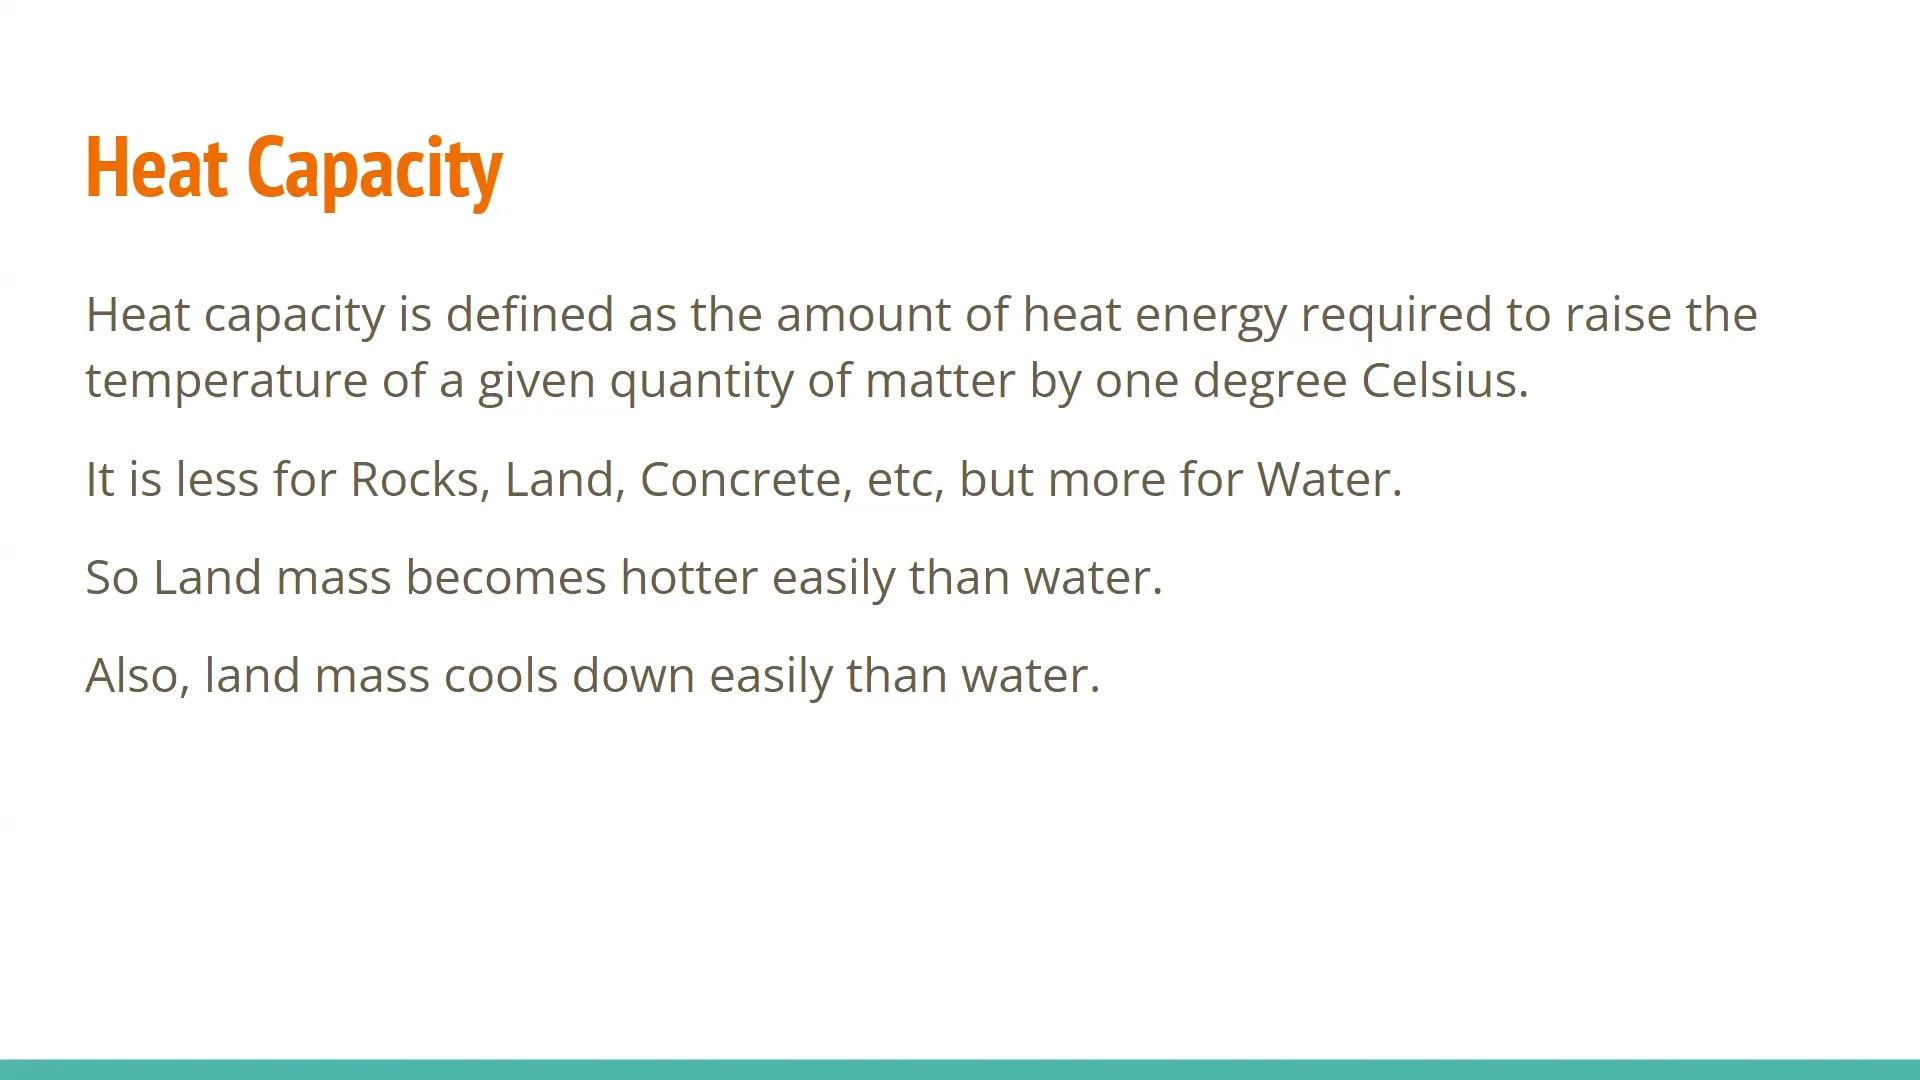 Heat Capacity
Heat capacity is defined as the amount of heat energy required to raise the
temperature of a given quantity of matter by one degree Celsius.
It is less for Rocks, Land, Concrete, etc, but more for Water.
So Land mass becomes hotter easily than water.
Also, land mass cools down easily than water.